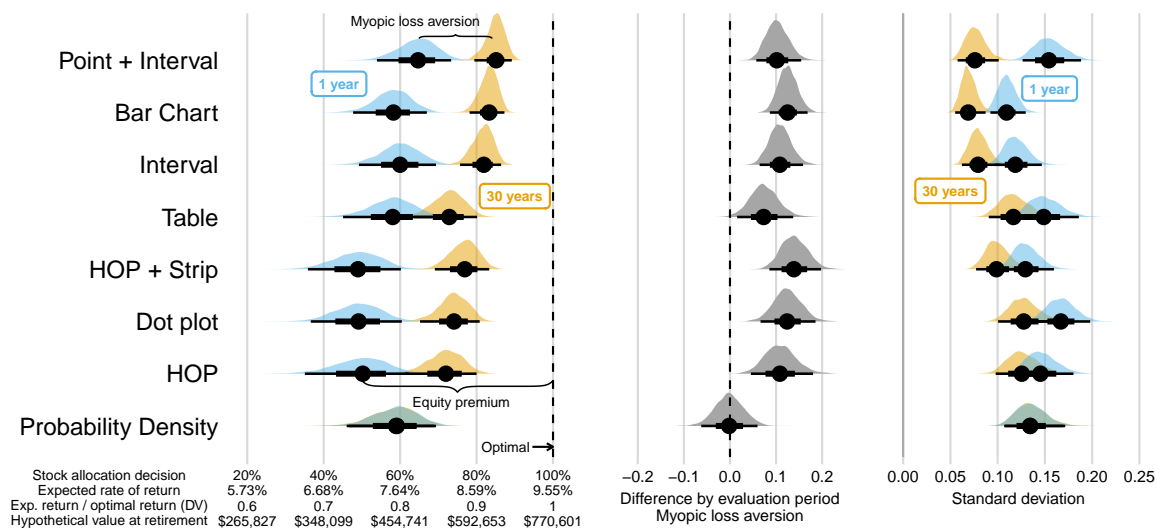 Myopic loss aversion
Point + Interval
1 year
1 year
Bar Chart
Interval
30 years
30 years
Table
HOP + Strip
Dot plot
HOP
Equity premium
Probability Density
Optimal
Stock allocation decision 20% 40% 60% 80% 100%
Expected rate of return 5.73% 6.68% 7.64% 8.59% 9.55%
Exp. return / optimal return (DV) 0.6 0.7 0.8 0.9 1
Hypothetical value at retirement $265,827 $348,099 $454,741 $592,653 $770,601
−0.2 −0.1 0.0 0.1 0.2
Difference by evaluation period
Myopic loss aversion
0.00 0.05 0.10 0.15 0.20 0.25
Standard deviation